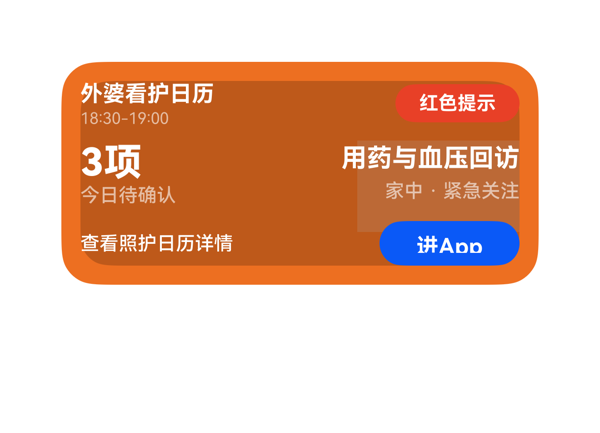 外婆看护日历
18:30-19:00
红色提示
3项
今日待确认
用药与血压回访
家中 · 紧急关注
查看照护日历详情
进App